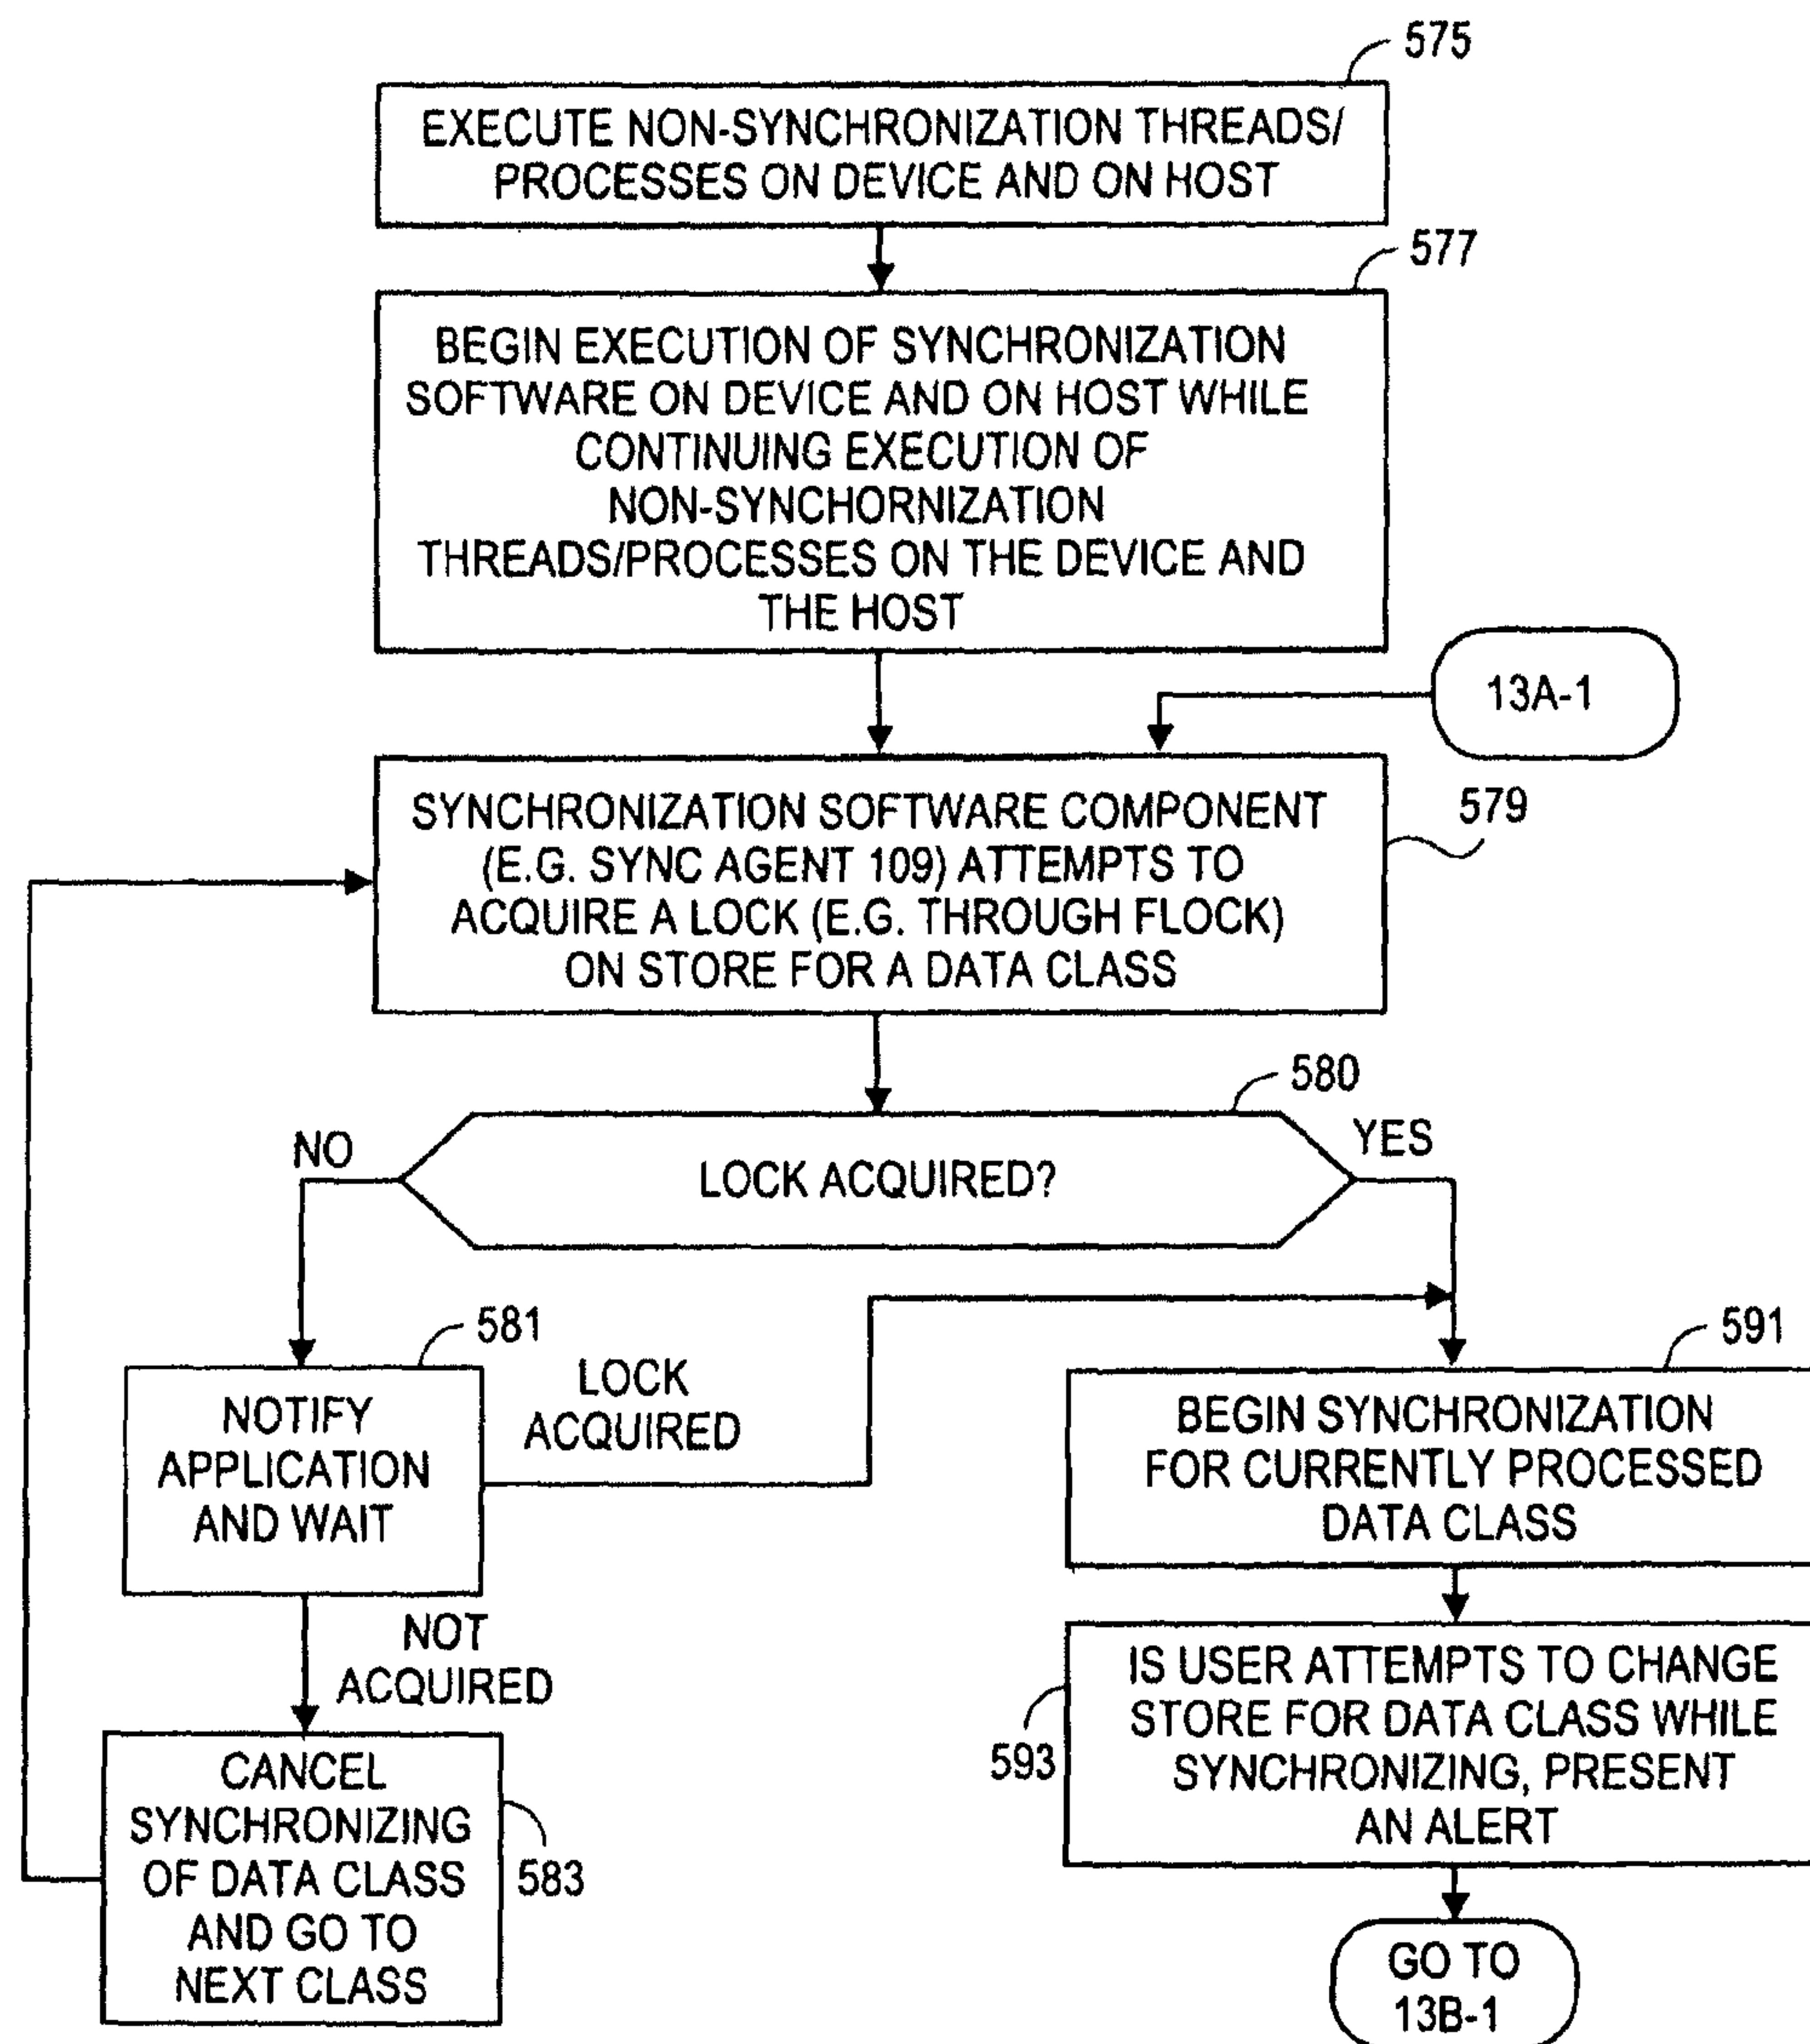 575
EXECUTE NON-SYNCHRONIZATION THREADS/
PROCESSES ON DEVICE AND ON HOST
577
BEGIN EXECUTION OF SYNCHRONIZATION
SOFTWARE ON DEVICE AND ON HOST WHILE
CONTINUING EXECUTION OF
NON-SYNCHORNIZATION
THREADS/PROCESSES ON THE DEVICE AND
THE HOST
13A-1
579
SYNCHRONIZATION SOFTWARE COMPONENT
(E.G. SYNC AGENT 109) ATTEMPTS TO
ACQUIRE A LOCK (E.G. THROUGH FLOCK)
ON STORE FOR A DATA CLASS
580
NO
LOCK ACQUIRED?
YES
581
NOTIFY
APPLICATION
AND WAIT
LOCK
ACQUIRED
591
BEGIN SYNCHRONIZATION
FOR CURRENTLY PROCESSED
DATA CLASS
NOT
ACQUIRED
583
CANCEL
SYNCHRONIZING
OF DATA CLASS
AND GO TO
NEXT CLASS
593
IS USER ATTEMPTS TO CHANGE
STORE FOR DATA CLASS WHILE
SYNCHRONIZING, PRESENT
AN ALERT
GO TO
13B-1